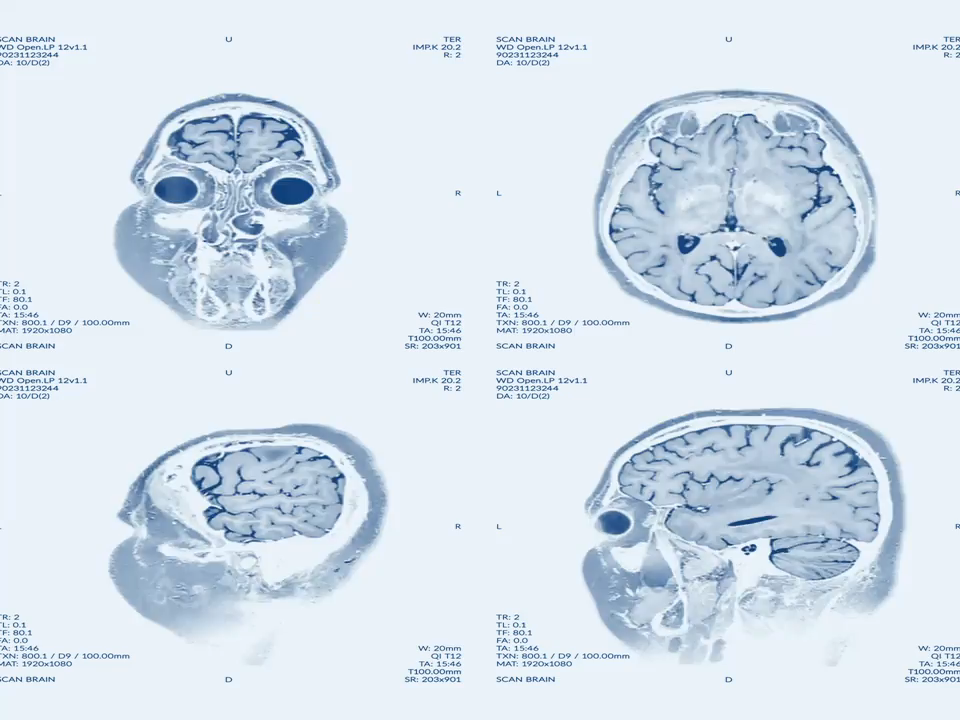 SCAN BRAIN
WD Open.LP 12v1.1
90231123244
DA: 10/D(2)
U
TER
IMP.K 20.2
R: 2
R
TR: 2
TL: 0.1
TF: 80.1
FA: 0.0
TA: 15:46
TXN: 800.1 / D9 / 100.00mm
MAT: 1920x1080
SCAN BRAIN
D
W: 20mm
QI T12
TA: 15:46
T100.00mm
SR: 203x901
SCAN BRAIN
WD Open.LP 12v1.1
90231123244
DA: 10/D(2)
U
TER
IMP.K 20.2
R: 2
L
R
TR: 2
TL: 0.1
TF: 80.1
FA: 0.0
TA: 15:46
TXN: 800.1 / D9 / 100.00mm
MAT: 1920x1080
SCAN BRAIN
D
W: 20mm
QI T12
TA: 15:46
T100.00mm
SR: 203x901
SCAN BRAIN
WD Open.LP 12v1.1
90231123244
DA: 10/D(2)
U
TER
IMP.K 20.2
R: 2
R
TR: 2
TL: 0.1
TF: 80.1
FA: 0.0
TA: 15:46
TXN: 800.1 / D9 / 100.00mm
MAT: 1920x1080
SCAN BRAIN
D
W: 20mm
QI T12
TA: 15:46
T100.00mm
SR: 203x901
SCAN BRAIN
WD Open.LP 12v1.1
90231123244
DA: 10/D(2)
U
TER
IMP.K 20.2
R: 2
L
R
TR: 2
TL: 0.1
TF: 80.1
FA: 0.0
TA: 15:46
TXN: 800.1 / D9 / 100.00mm
MAT: 1920x1080
SCAN BRAIN
D
W: 20mm
QI T12
TA: 15:46
T100.00mm
SR: 203x901